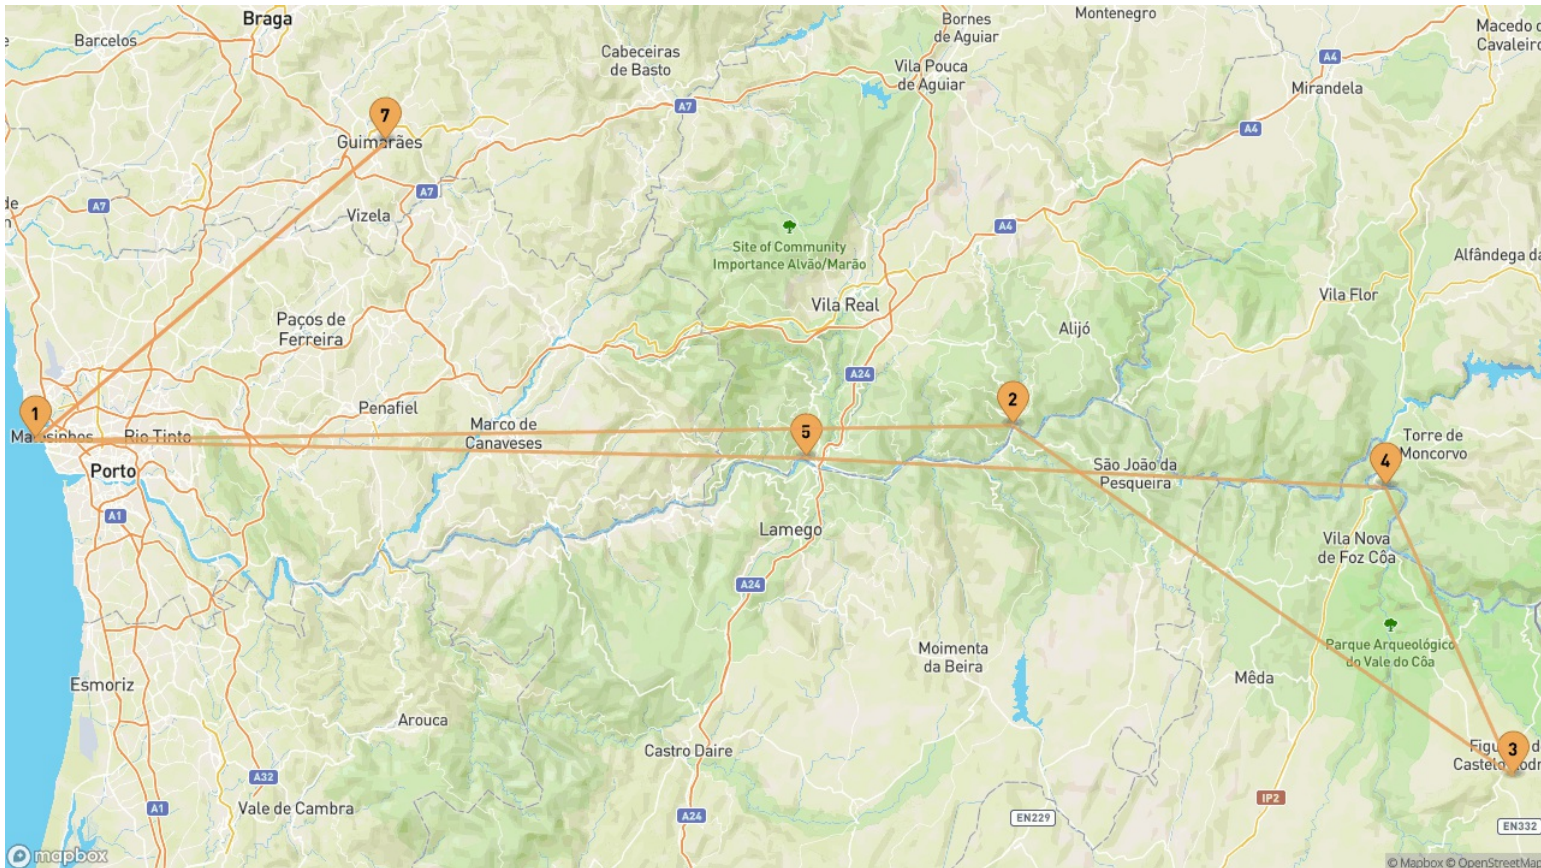 Braga
Barcelos
Cabeceiras
de Basto
Bornes
de Aguiar
Montenegro
Macedo d
Cavaleiro
Vila Pouca
de Aguiar
A4
Mirandela
7
A7
Guimarães
A4
A7
A7
Vizela
de
Site of Community
Importance Alvão/Marão
A4
Alfândega da
Vila Real
Vila Flor
Paços de
Ferreira
Alijó
A24
1
Penafiel
2
Marco de
Canaveses
5
Rio Tinto
Porto
São João da
Pesqueira
4
Torre de
Moncorvo
A1
Lamego
Vila Nova
de Foz Côa
A24
Parque Arqueológico
do Vale do Côa
Moimenta
da Beira
Mêda
Esmoriz
Arouca
Castro Daire
3
A32
Vale de Cambra
A1
A24
EN229
IP2
EN332
mapbox
© Mapbox © OpenStreetMap